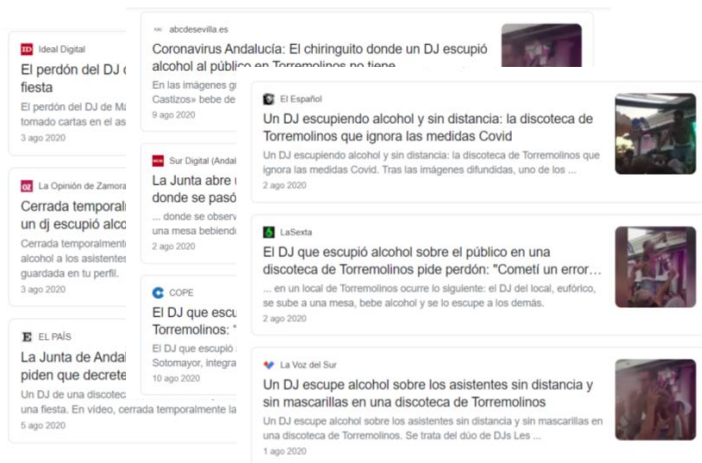 Ideal Digital
El perdón del DJ
fiesta
El perdón del DJ de
tomado cartas en el as
3 ago 2020
La Opinión de Zamora
Cerrada temporal
un dj escupió alco
Cerrada temporalment
alcohol a los asistentes
guardada en tu perfil.
3 ago 2020
EL PAÍS
La Junta de Andal
piden que decrete
Un DJ de una discotec
una fiesta. En vídeo, cerrada temporalmente la
5 ago 2020
abcdesevilla.es
Coronavirus Andalucía: El chiringuito donde un DJ escupió
alcohol al público en Torremolinos no tiene
En las imágenes
Castizos» bebe de
9 ago 2020
Sur Digital (Andal
La Junta abre
donde se pasó
... donde se observ
una mesa bebiend
2 ago 2020
COPE
El DJ que escu
Torremolinos: "
El DJ que escupió
Sotomayor, integra
10 ago 2020
El Español
Un DJ escupiendo alcohol y sin distancia: la discoteca de
Torremolinos que ignora las medidas Covid
Un DJ escupiendo alcohol y sin distancia: la discoteca de Torremolinos que
ignora las medidas Covid. Tras las imágenes difundidas, uno de los ...
2 ago 2020
LaSexta
El DJ que escupió alcohol sobre el público en una
discoteca de Torremolinos pide perdón: "Cometí un error...
... en un local de Torremolinos ocurre lo siguiente: el DJ del local, eufórico,
se sube a una mesa, bebe alcohol y se lo escupe a los demás.
2 ago 2020
La Voz del Sur
Un DJ escupe alcohol sobre los asistentes sin distancia y
sin mascarillas en una discoteca de Torremolinos
Un DJ escupe alcohol sobre los asistentes sin distancia y sin mascarillas en
una discoteca de Torremolinos. Se trata del dúo de DJs Les ...
1 ago 2020